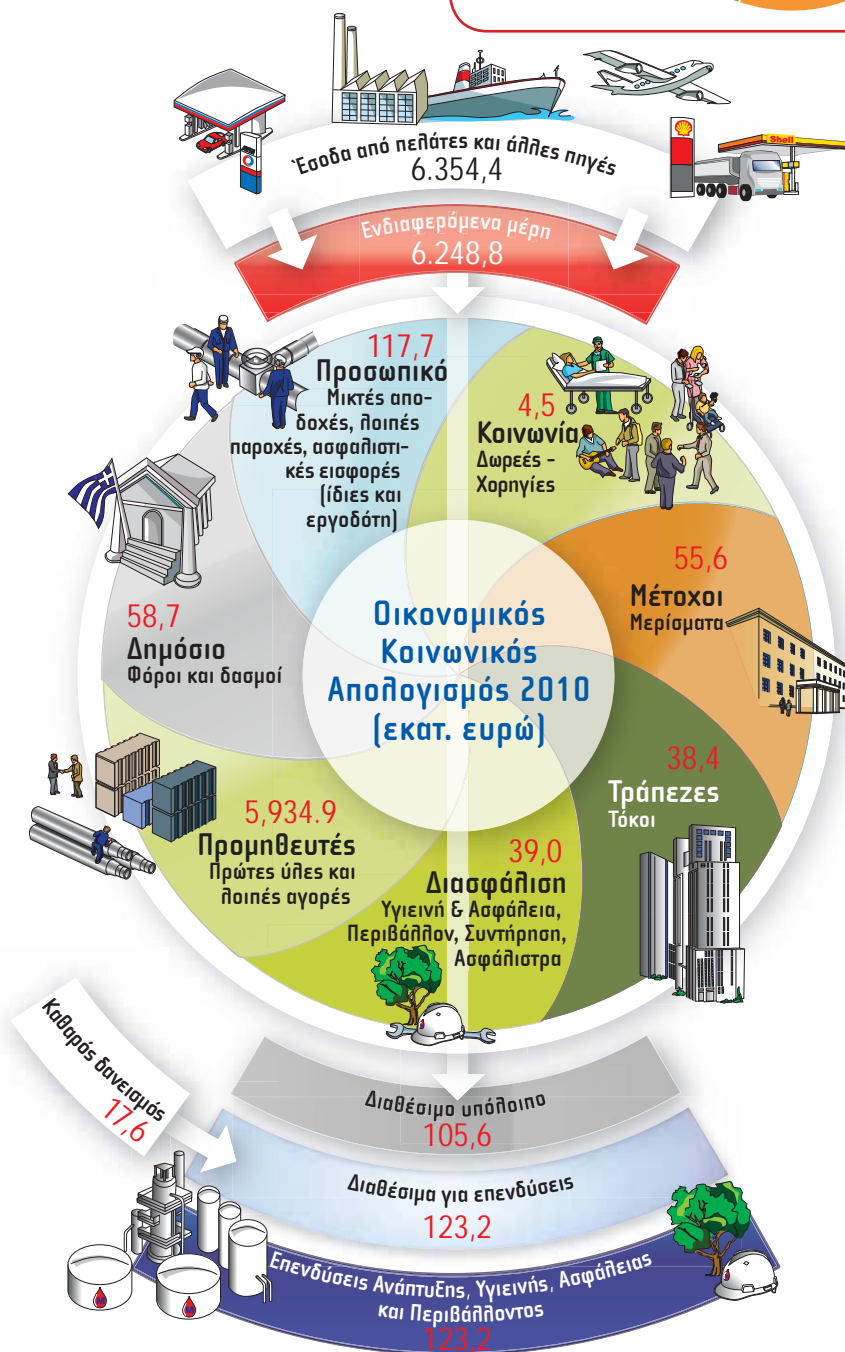 Έσοδα από πελάτες και άλλες πηγές
6.354,4
Shell
Ενδιαφερόμενα μέρη
6.248,8
117,7
Προσωπικό
Μικτές απο-
δοχές, λοιπές
παροχές, ασφαλιστι-
κές εισφορές
(ίδιες και
εργοδότη)
4,5
Κοινωνία
Δωρεές -
Χορηγίες
55,6
Μέτοχοι
Μερίσματα
58,7
Δημόσιο
Φόροι και δασμοί
Οικονομικός
Κοινωνικός
Απολογισμός 2010
(εκατ. ευρώ)
38,4
Τράπεζες
Τόκοι
5,934.9
Προμηθευτές
Πρώτες ύλες και
λοιπές αγορές
39,0
Διασφάλιση
Υγιεινή & Ασφάλεια,
Περιβάλλον, Συντήρηση,
Ασφάλιστρα
Καθαρός δανεισμός
17,6
Διαθέσιμο υπόλοιπο
105,6
Διαθέσιμα για επενδύσεις
123,2
Επενδύσεις Ανάπτυξης, Υγιεινής, Ασφάλειας
και Περιβάλλοντος
123,2